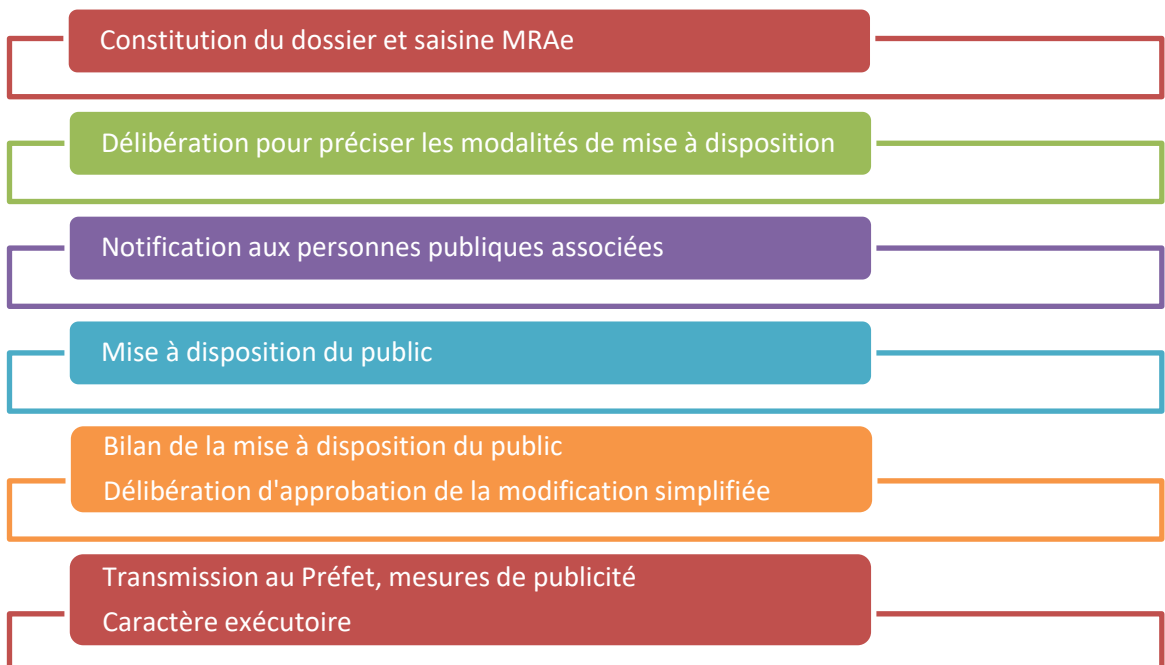 Constitution du dossier et saisine MRAe
Délibération pour préciser les modalités de mise à disposition
Notification aux personnes publiques associées
Mise à disposition du public
Bilan de la mise à disposition du public
Délibération d'approbation de la modification simplifiée
Transmission au Préfet, mesures de publicité
Caractère exécutoire